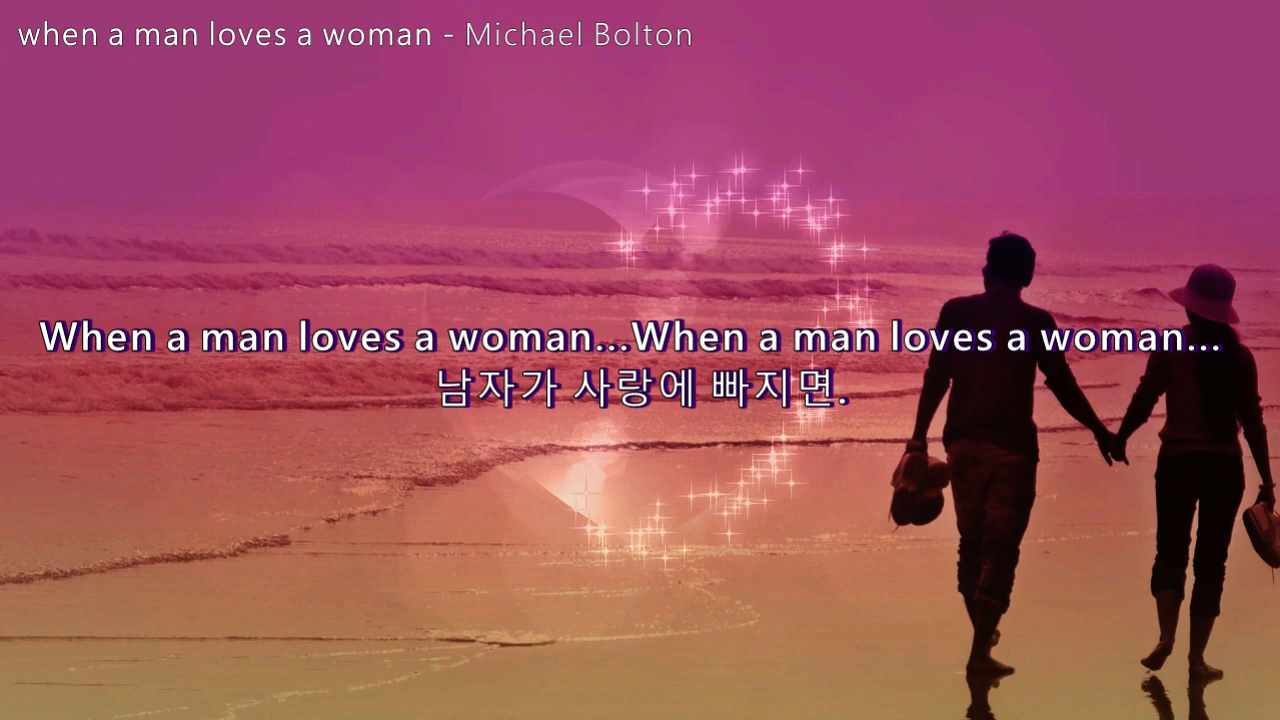 when a man loves a woman - Michael Bolton
When a man loves a woman...When a man loves a woman...
남자가 사랑에 빠지면.